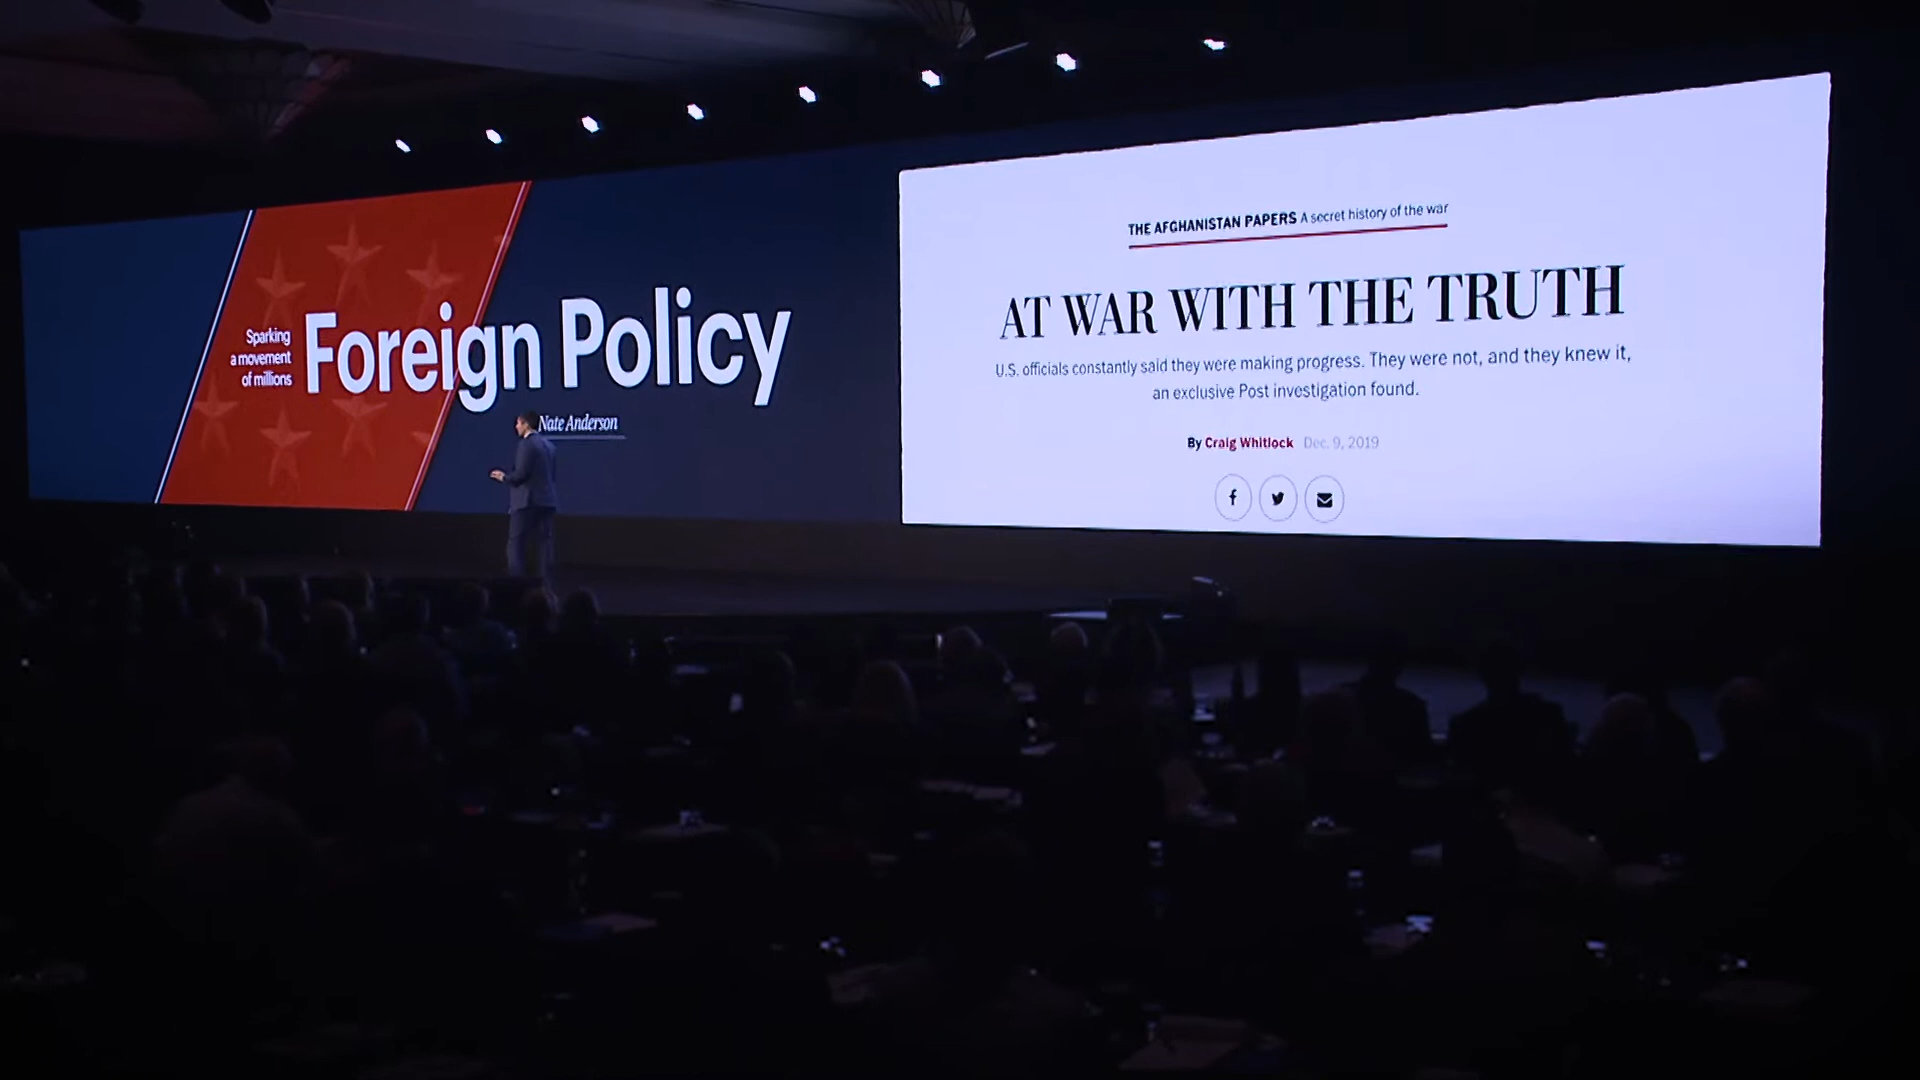 Sparking
a movement
of millions
Foreign Policy
Nate Anderson
THE AFGHANISTAN PAPERS A secret history of the war
AT WAR WITH THE TRUTH
U.S. officials constantly said they were making progress. They were not, and they knew it,
an exclusive Post investigation found.
By Craig Whitlock Dec. 9, 2019